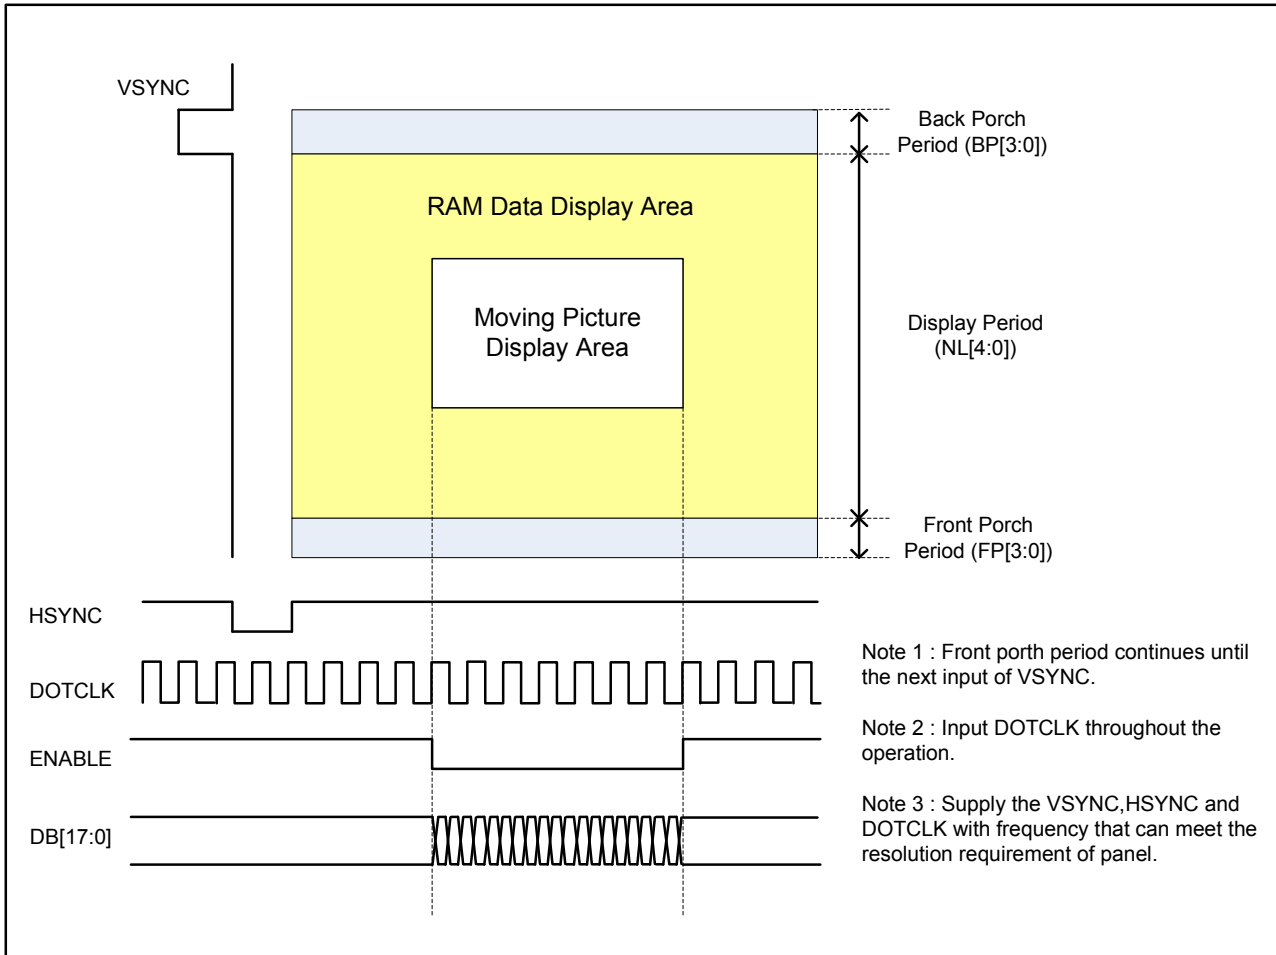 VSYNC
Back Porch
Period (BP[3:0])
RAM Data Display Area
Moving Picture
Display Area
Display Period
(NL[4:0])
Front Porch
Period (FP[3:0])
HSYNC
DOTCLK
ENABLE
DB[17:0]
Note 1 : Front porth period continues until
the next input of VSYNC.
Note 2 : Input DOTCLK throughout the
operation.
Note 3 : Supply the VSYNC,HSYNC and
DOTCLK with frequency that can meet the
resolution requirement of panel.